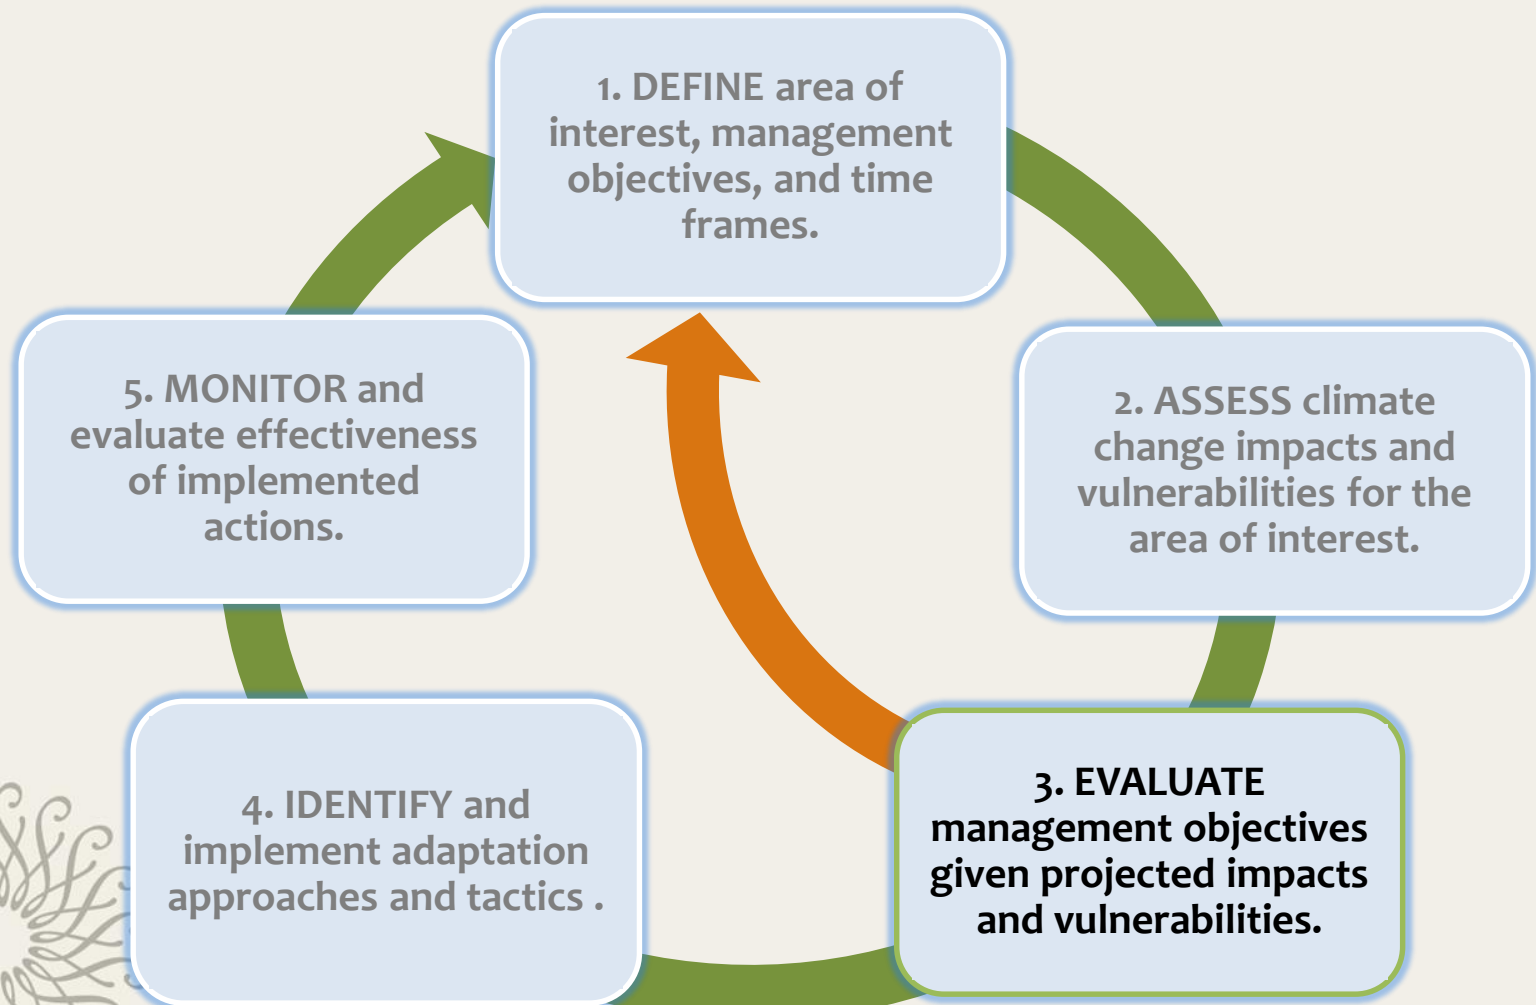 1. DEFINE area of
interest, management
objectives, and time
frames.
2. ASSESS climate
change impacts and
vulnerabilities for the
area of interest.
3. EVALUATE
management objectives
given projected impacts
and vulnerabilities.
4. IDENTIFY and
implement adaptation
approaches and tactics .
5. MONITOR and
evaluate effectiveness
of implemented
actions.